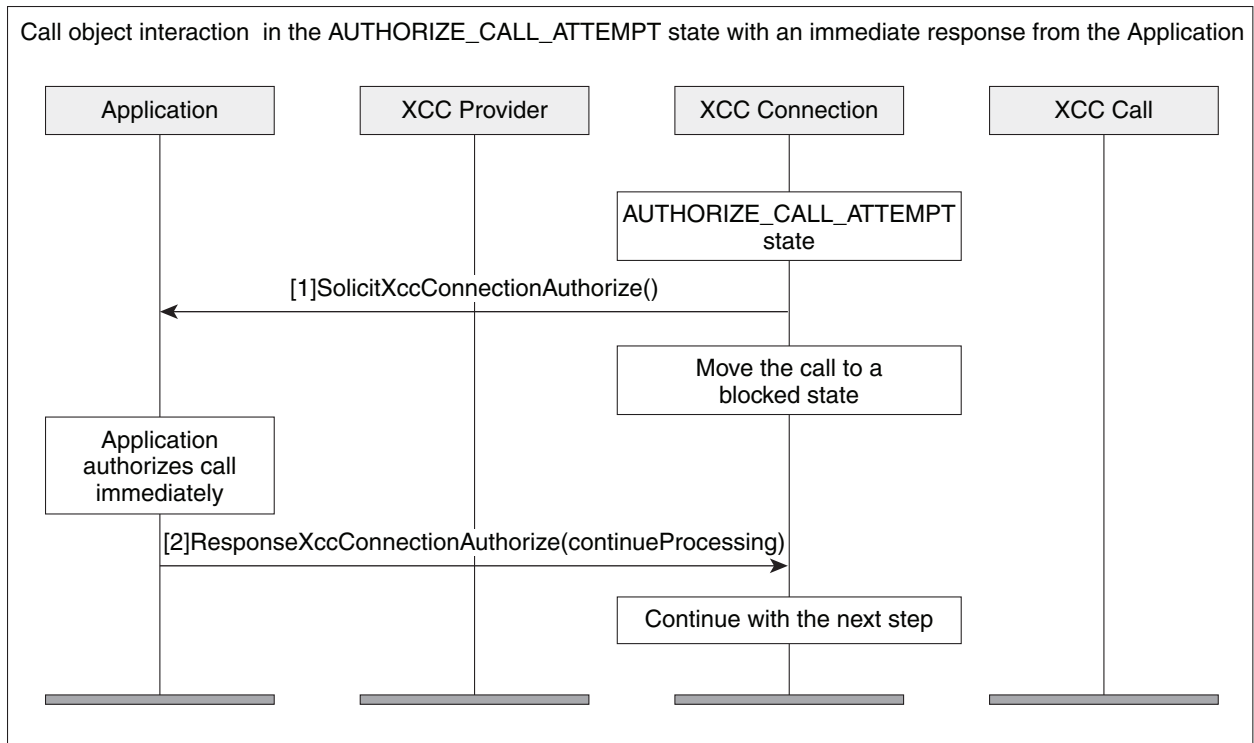 Call object interaction in the AUTHORIZE_CALL_ATTEMPT state with an immediate response from the Application
Application
XCC Provider
XCC Connection
XCC Call
AUTHORIZE_CALL_ATTEMPT
state
[1]SolicitXccConnectionAuthorize()
Move the call to a
blocked state
Application
authorizes call
immediately
[2]ResponseXccConnectionAuthorize(continueProcessing)
Continue with the next step